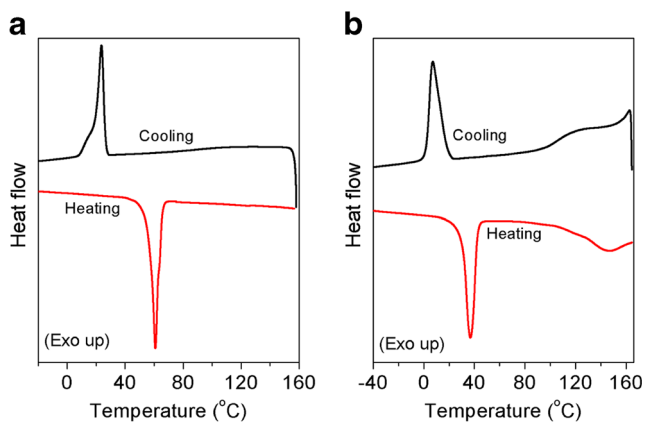 a
Heat flow
Cooling
Heating
(Exo up)
0 40 80 120 160
Temperature (°C)
b
Heat flow
Cooling
Heating
(Exo up)
-40 0 40 80 120 160
Temperature (°C)